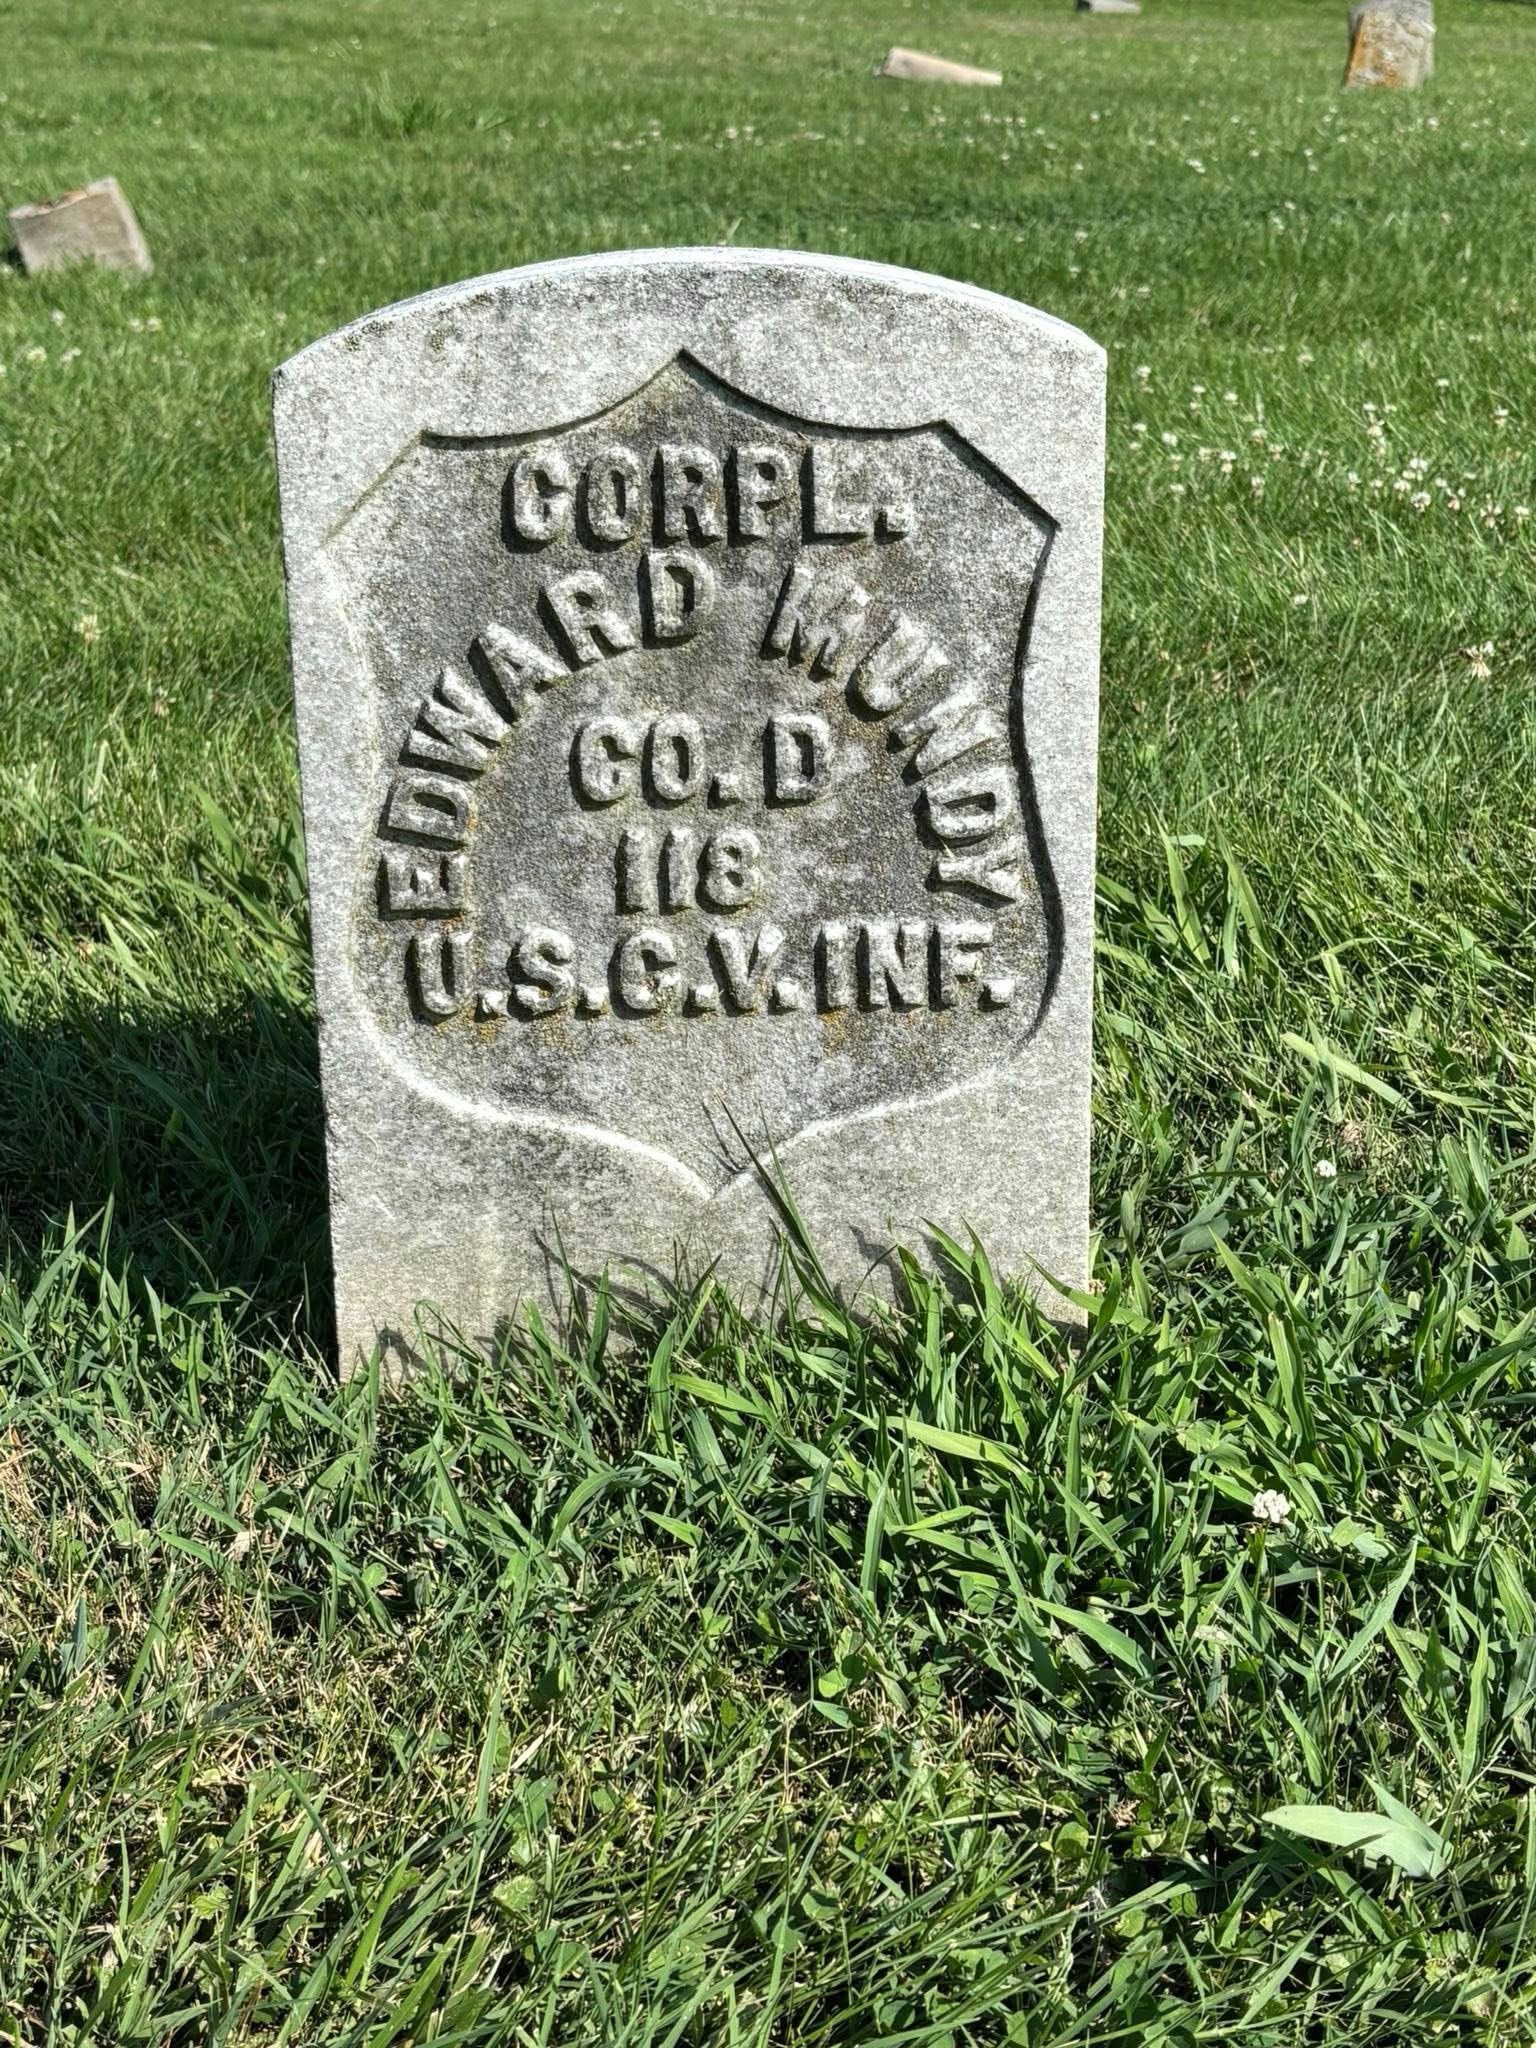 CORPL.
EDWARD MUNDY
CO. D
118
U.S.C.V. INF.